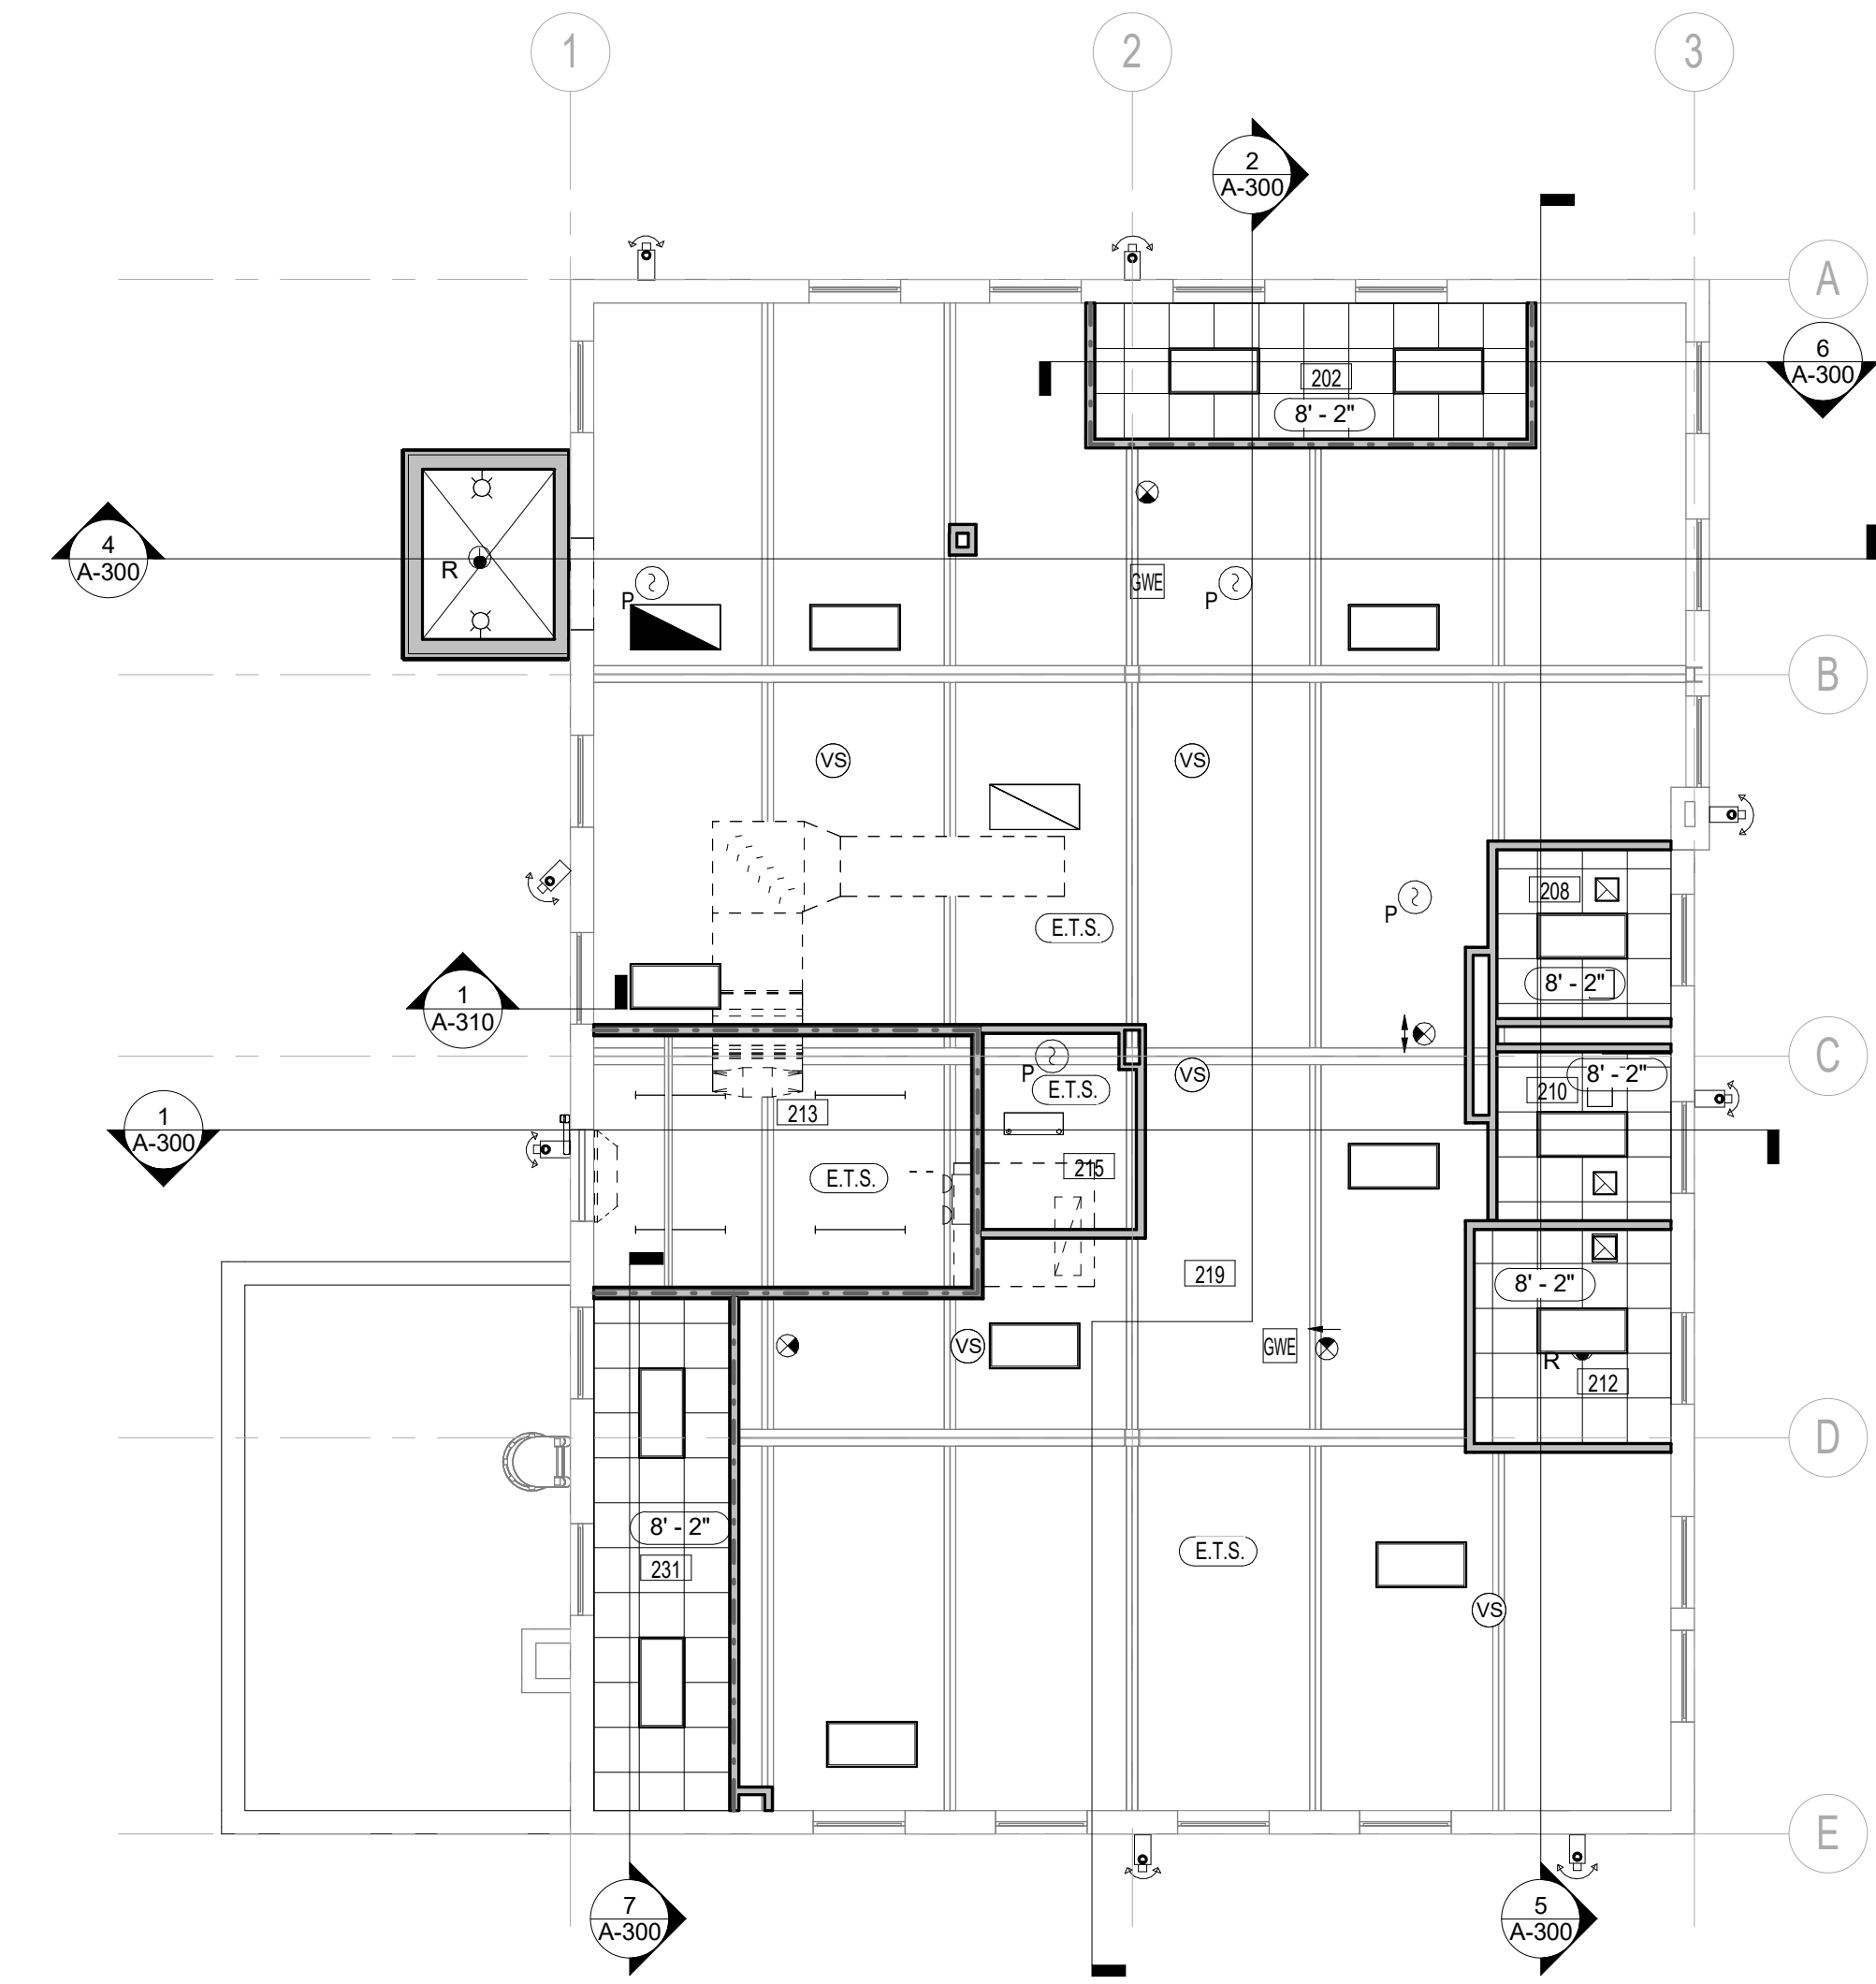 1
2
3
2
A-300
A
6
A-300
202
8' - 2"
4
A-300
R
P
GWE
P
B
VS
VS
208
P
E.T.S.
8' - 2"
1
A-310
C
P
E.T.S.
VS
8' - 2"
210
213
1
A-300
215
E.T.S.
219
8' - 2"
VS
GWE
R
212
D
8' - 2"
231
E.T.S.
VS
E
7
A-300
5
A-300